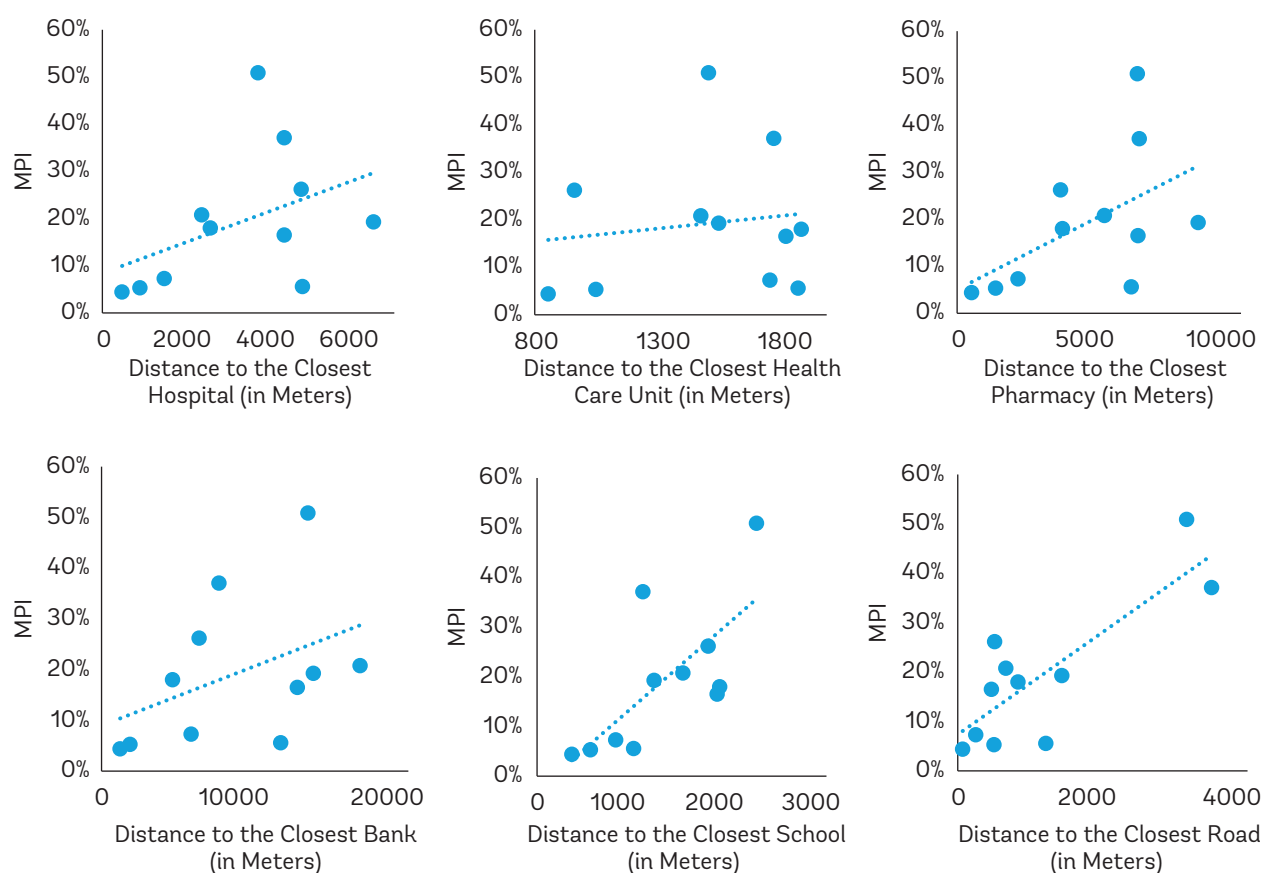 60%
50%
40%
30%
20%
10%
0%
MPI
0 2000 4000 6000
Distance to the Closest
Hospital (in Meters)
60%
50%
40%
30%
20%
10%
0%
MPI
800 1300 1800
Distance to the Closest Health
Care Unit (in Meters)
60%
50%
40%
30%
20%
10%
0%
MPI
0 5000 10000
Distance to the Closest
Pharmacy (in Meters)
60%
50%
40%
30%
20%
10%
0%
MPI
0 10000 20000
Distance to the Closest Bank
(in Meters)
60%
50%
40%
30%
20%
10%
0%
MPI
0 1000 2000 3000
Distance to the Closest School
(in Meters)
60%
50%
40%
30%
20%
10%
0%
MPI
0 2000 4000
Distance to the Closest Road
(in Meters)